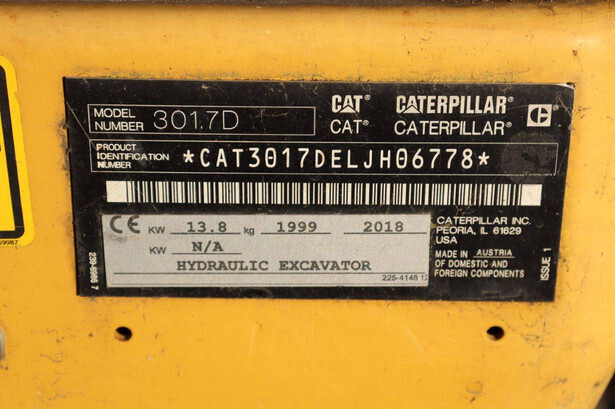 MODEL NUMBER 301.7D
CAT® CATERPILLAR®
CAT® CATERPILLAR®
C
PRODUCT IDENTIFICATION NUMBER *CAT3017DELJH06778*
CE KW 13.8 kg 1999 2018
KW N/A
HYDRAULIC EXCAVATOR
225-4148 12
CATERPILLAR INC.
PEORIA, IL 61629
USA
MADE IN AUSTRIA
OF DOMESTIC AND
FOREIGN COMPONENTS
ISSUE 1